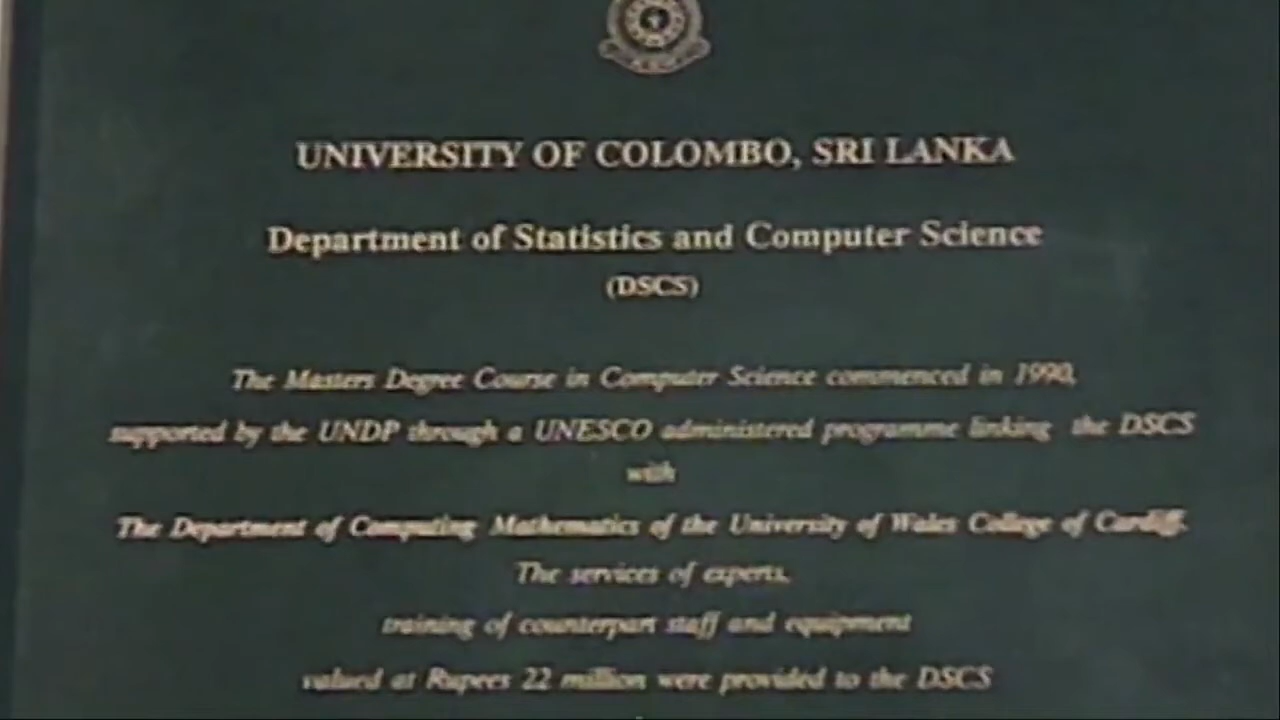 UNIVERSITY OF COLOMBO, SRI LANKA
Department of Statistics and Computer Science
(DSCS)
The Masters Degree Course in Computer Science commenced in 1990,
supported by the UNDP through a UNESCO administered programme linking the DSCS
with
The Department of Computing Mathematics of the University of Wales College of Cardiff.
The services of experts,
training of counterpart staff and equipment
valued at Rupees 22 million were provided to the DSCS